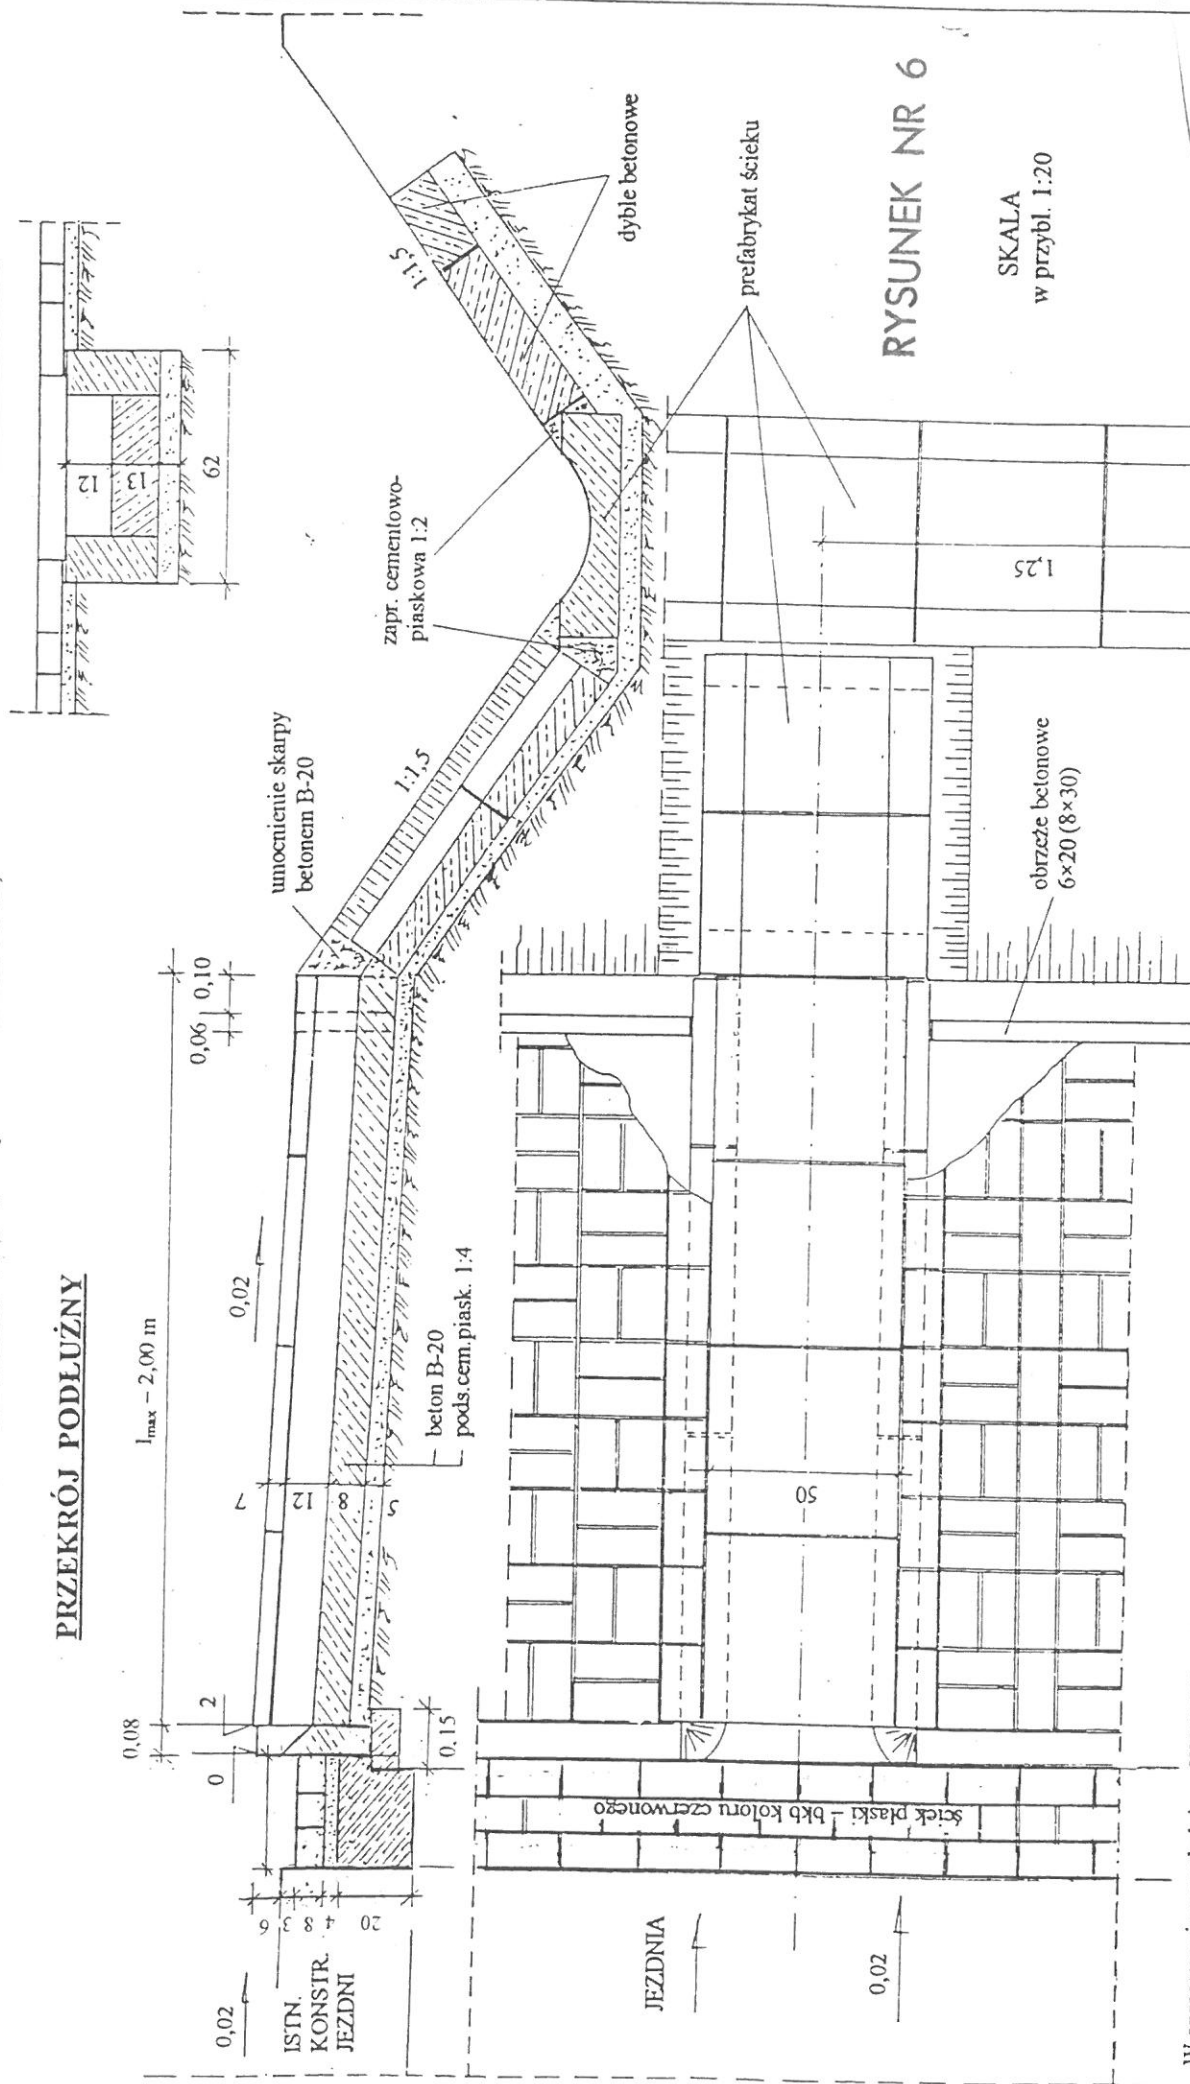 PRZEKRÓJ PODŁUŻNY
l max – 2,00 m
0,08
0,06
0,10
0
2
0,02
0,02
umocnienie skarpy
betonem B-20
1:1,5
1:1,5
zapr. cementowo-
piaskowa 1:2
dyble betonowe
prefabrykat ścieku
12
13
62
7
12
8
5
beton B-20
pods.cem.piask. 1:4
6
3
8
4
20
0,15
ISTN.
KONSTR.
JEZDNI
RYSUNEK NR 6
SKALA
w przybl. 1:20
1,25
obrzeże betonowe
6×20 (8×30)
50
ściek płaski – bkb koloru czerwonego
JEZDNIA
0,02